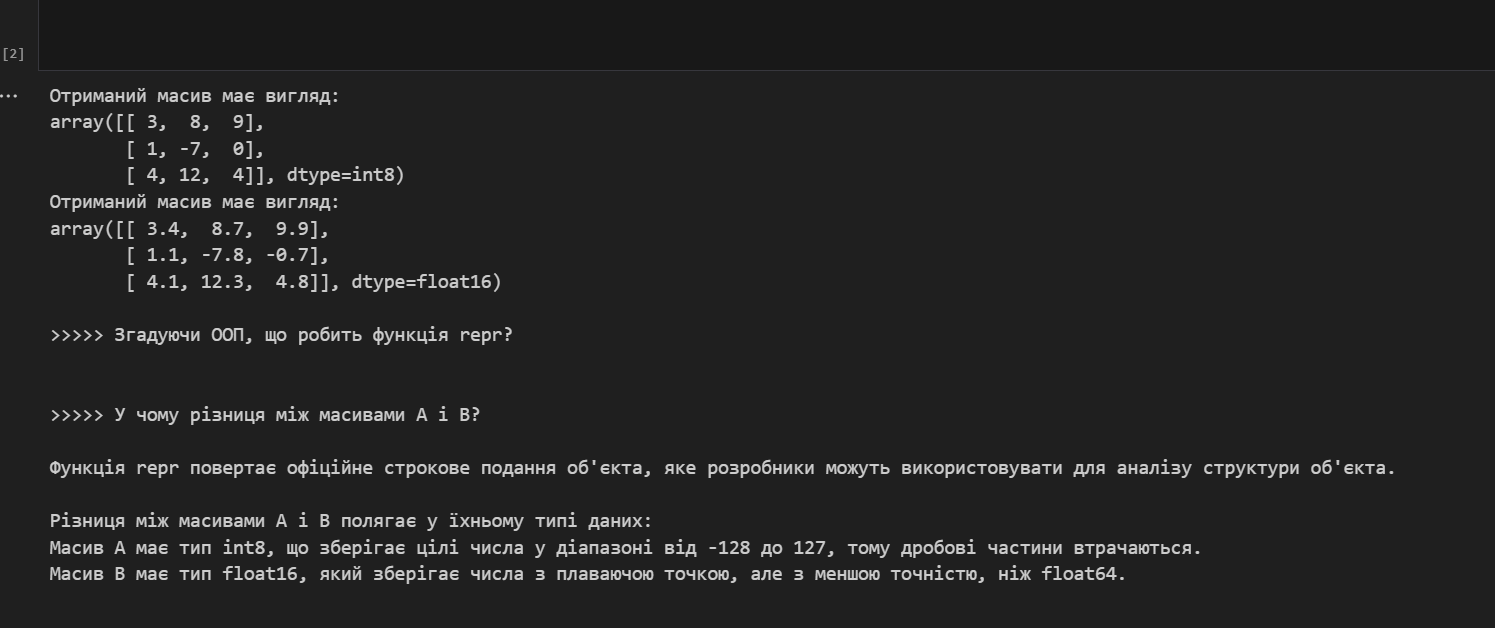 [2]
...
Отриманий масив має вигляд:
array([[ 3,  8,  9],
       [ 1, -7,  0],
       [ 4, 12,  4]], dtype=int8)
Отриманий масив має вигляд:
array([[ 3.4,  8.7,  9.9],
       [ 1.1, -7.8, -0.7],
       [ 4.1, 12.3,  4.8]], dtype=float16)
>>>>> Згадуючи ООП, що робить функція repr?
>>>>> У чому різниця між масивами A і B?
Функція repr повертає офіційне строкове подання об'єкта, яке розробники можуть використовувати для аналізу структури об'єкта.
Різниця між масивами A і B полягає у їхньому типі даних:
Масив A має тип int8, що зберігає цілі числа у діапазоні від -128 до 127, тому дробові частини втрачаються.
Масив B має тип float16, який зберігає числа з плаваючою точкою, але з меншою точністю, ніж float64.